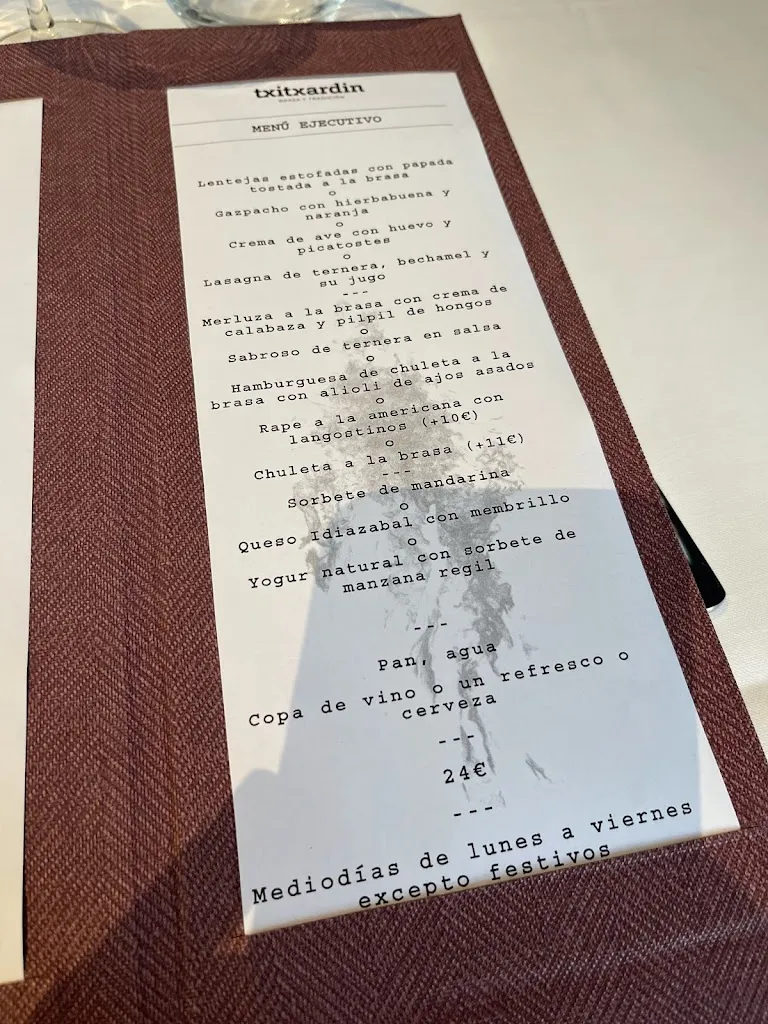 txitxardin
BRASA Y TRADICIÓN
MENÚ EJECUTIVO
Lentejas estofadas con papada
tostada a la brasa
o
Gazpacho con hierbabuena y
naranja
o
Crema de ave con huevo y
picatostes
o
Lasagna de ternera, bechamel y
su jugo
---
Merluza a la brasa con crema de
calabaza y pilpil de hongos
o
Sabroso de ternera en salsa
o
Hamburguesa de chuleta a la
brasa con alioli de ajos asados
o
Rape a la americana con
langostinos (+10€)
o
Chuleta a la brasa (+11€)
---
Sorbete de mandarina
o
Queso Idiazabal con membrillo
o
Yogur natural con sorbete de
manzana regil
---
Pan, agua
Copa de vino o un refresco o
cerveza
---
24€
---
Mediodías de lunes a viernes
excepto festivos